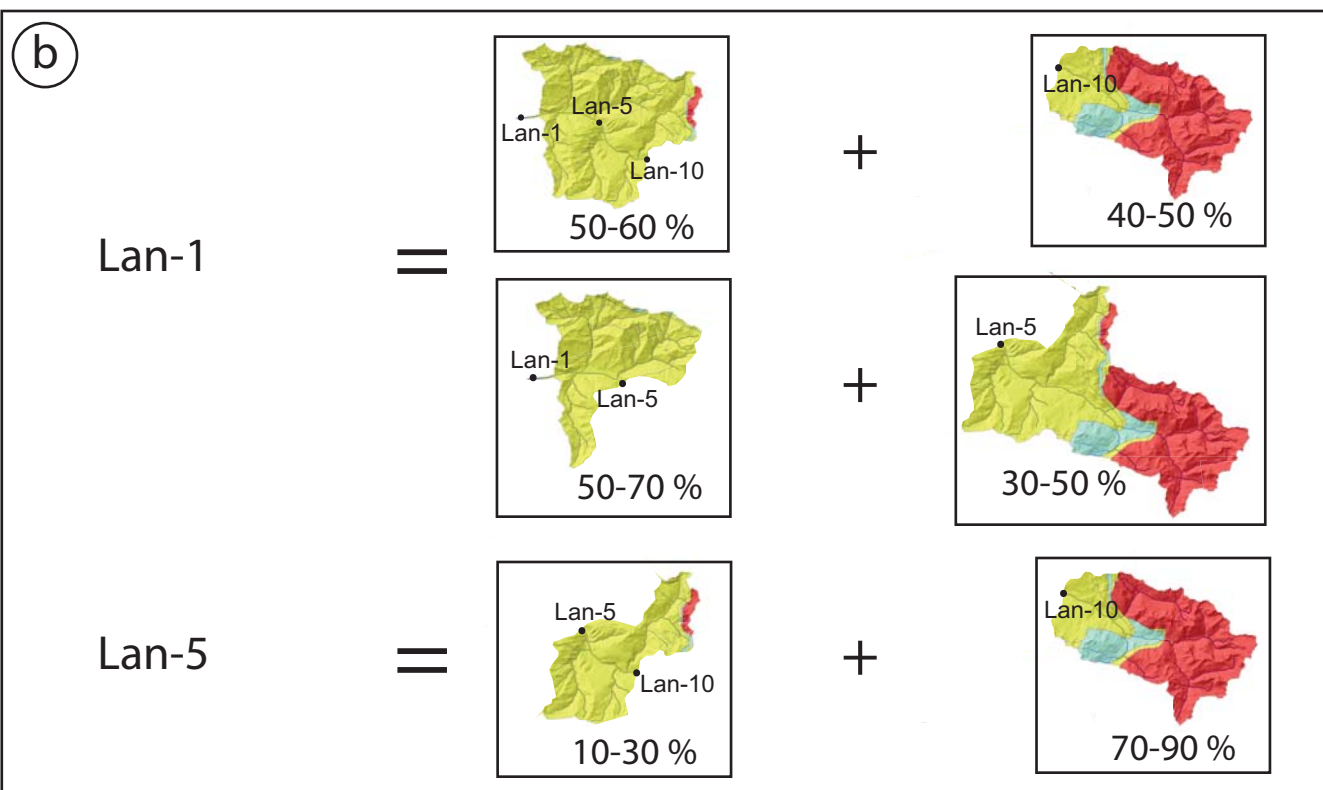 b
Lan-5
Lan-1
Lan-10
50-60 %
+
Lan-10
40-50 %
Lan-1
=
Lan-1
Lan-5
50-70 %
+
Lan-5
30-50 %
Lan-5
=
Lan-5
Lan-10
10-30 %
+
Lan-10
70-90 %